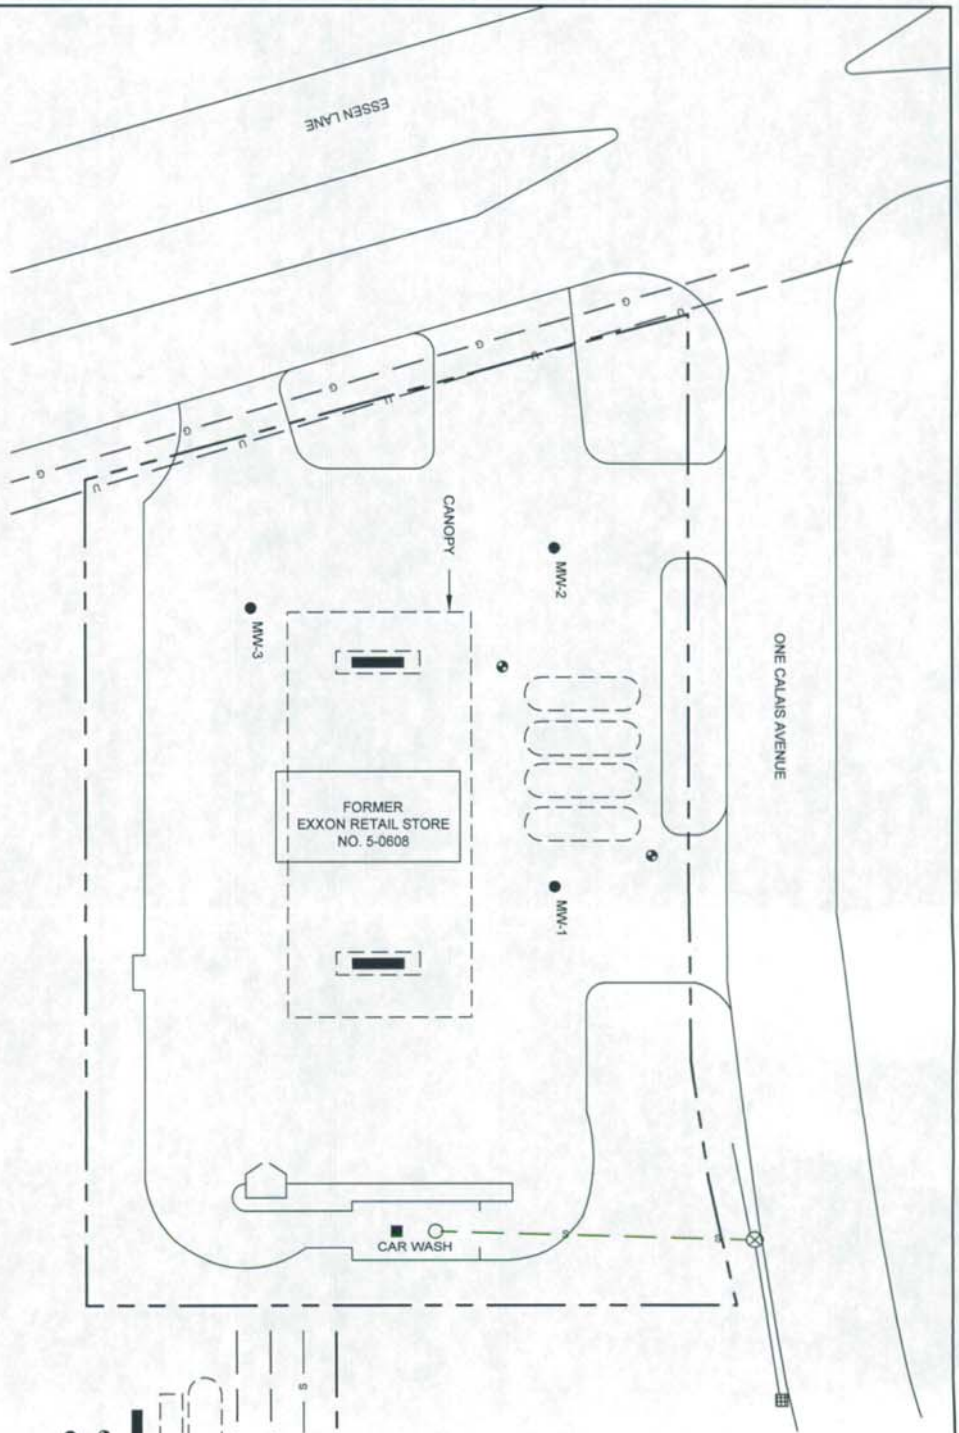 ESSEN LANE
CANOPY
MW-2
MW-3
ONE CALAIS AVENUE
FORMER
EXXON RETAIL STORE
NO. 5-0608
MW-1
CAR WASH
G
G
G
G
G
U
U
U
U
U
S
S
S